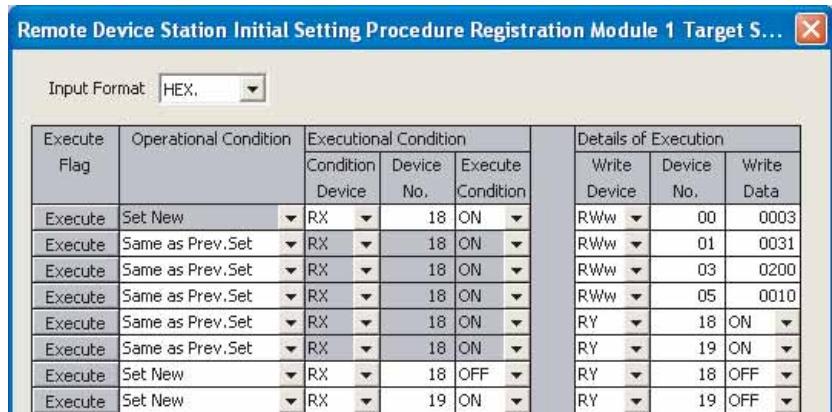 Remote Device Station Initial Setting Procedure Registration Module 1 Target S...
Input Format HEX.
Execute Operational Condition Executional Condition Details of Execution
Flag Condition Device Execute Write Device Write
Device No. Condition Device No. Data
Execute Set New RX 18 ON RWw 00 0003
Execute Same as Prev.Set RX 18 ON RWw 01 0031
Execute Same as Prev.Set RX 18 ON RWw 03 0200
Execute Same as Prev.Set RX 18 ON RWw 05 0010
Execute Same as Prev.Set RX 18 ON RY 18 ON
Execute Same as Prev.Set RX 18 ON RY 19 ON
Execute Set New RX 18 OFF RY 18 OFF
Execute Set New RX 19 ON RY 19 OFF